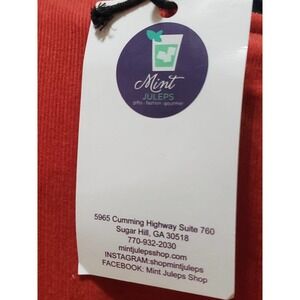 Mint
JULEPS
gifts · fashion · gourmet
5965 Cumming Highway Suite 760
Sugar Hill, GA 30518
770-932-2030
mintjulepsshop.com
INSTAGRAM:shopmintjuleps
FACEBOOK: Mint Juleps Shop